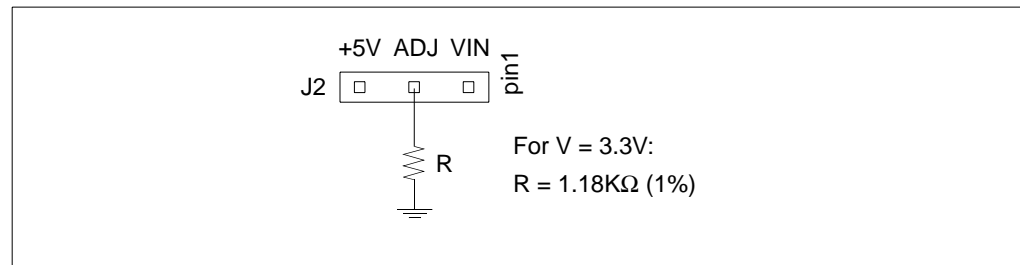 +5V ADJ VIN
pin1
J2
R
For V = 3.3V:
R = 1.18KΩ (1%)